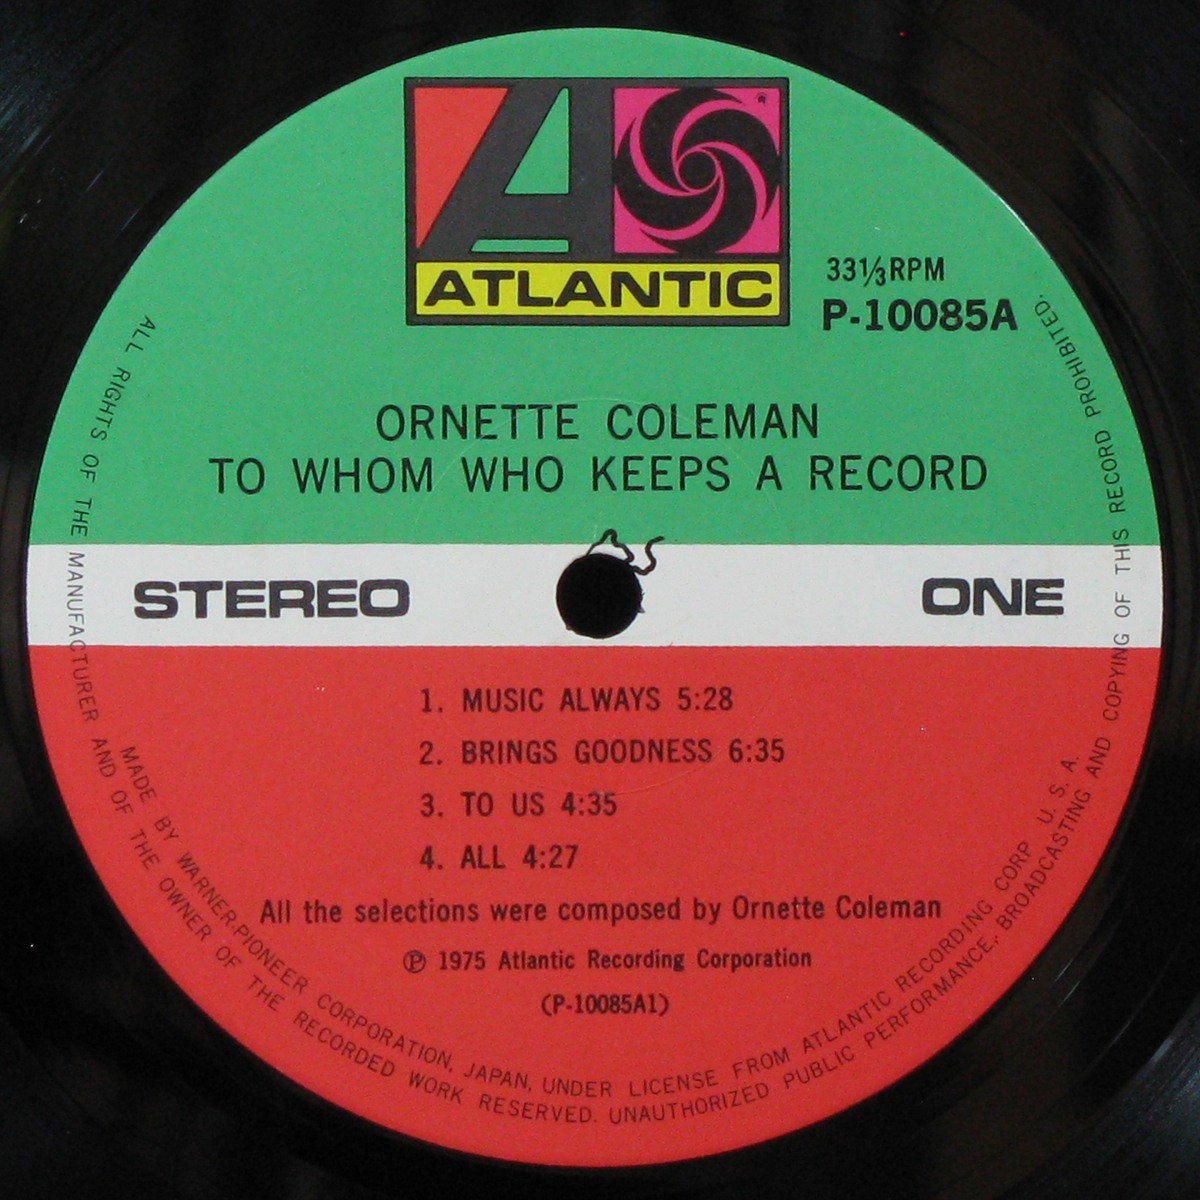 ATLANTIC
®
33⅓RPM
P-10085A
ORNETTE COLEMAN
TO WHOM WHO KEEPS A RECORD
STEREO
ONE
1. MUSIC ALWAYS 5:28
2. BRINGS GOODNESS 6:35
3. TO US 4:35
4. ALL 4:27
All the selections were composed by Ornette Coleman
℗ 1975 Atlantic Recording Corporation
(P-10085A1)
MADE BY WARNER-PIONEER CORPORATION, JAPAN, UNDER LICENSE FROM ATLANTIC RECORDING CORP U. S. A.
ALL RIGHTS OF THE MANUFACTURER AND OF THE OWNER OF THE RECORDED WORK RESERVED. UNAUTHORIZED PUBLIC PERFORMANCE, BROADCASTING AND COPYING OF THIS RECORD PROHIBITED.